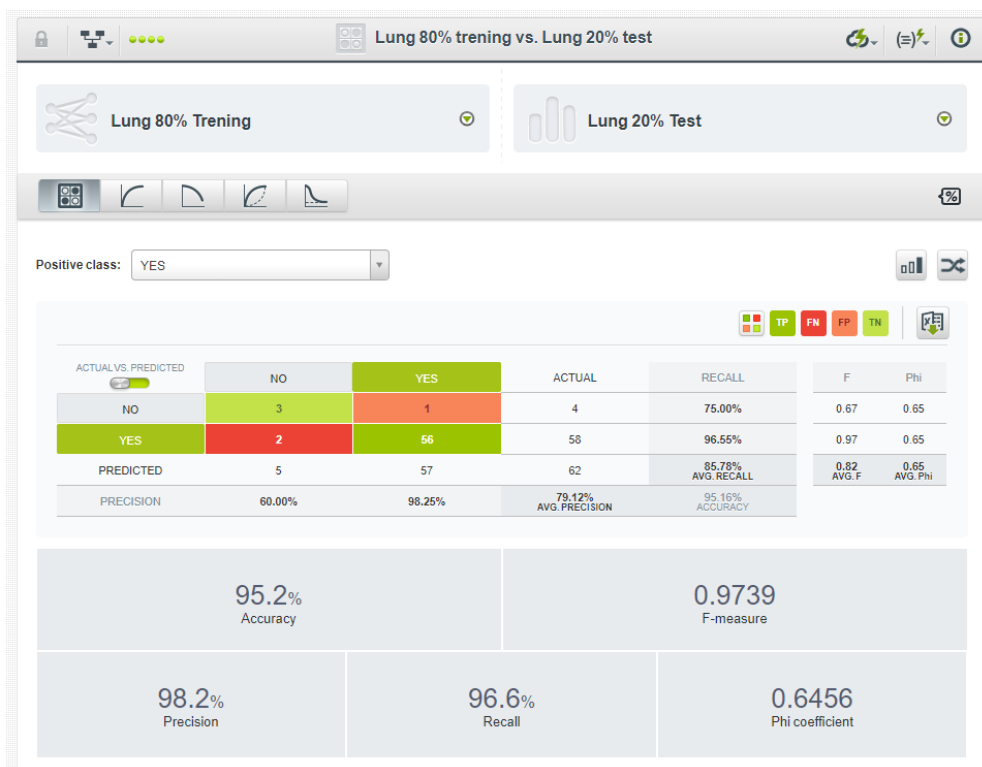 Lung 80% trening vs. Lung 20% test
Lung 80% Trening
Lung 20% Test
Positive class: YES
TP FN FP TN
ACTUAL VS. PREDICTED NO YES ACTUAL RECALL F Phi
NO 3 1 4 75.00% 0.67 0.65
YES 2 56 58 96.55% 0.97 0.65
PREDICTED 5 57 62 85.78% AVG. RECALL 0.82 AVG. F 0.65 AVG. Phi
PRECISION 60.00% 98.25% 79.12% AVG. PRECISION 95.16% ACCURACY
95.2% 0.9739
Accuracy F-measure
98.2% 96.6% 0.6456
Precision Recall Phi coefficient